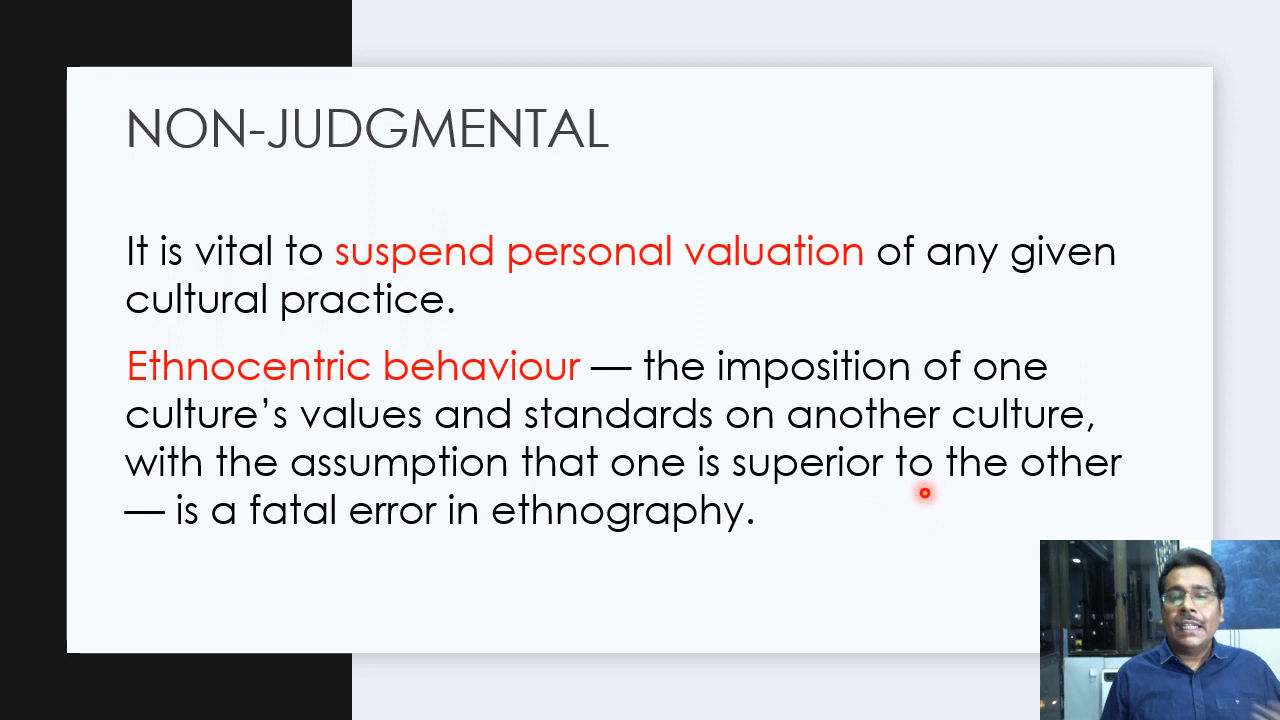 NON-JUDGMENTAL
It is vital to suspend personal valuation of any given
cultural practice.
Ethnocentric behaviour — the imposition of one
culture’s values and standards on another culture,
with the assumption that one is superior to the other
— is a fatal error in ethnography.